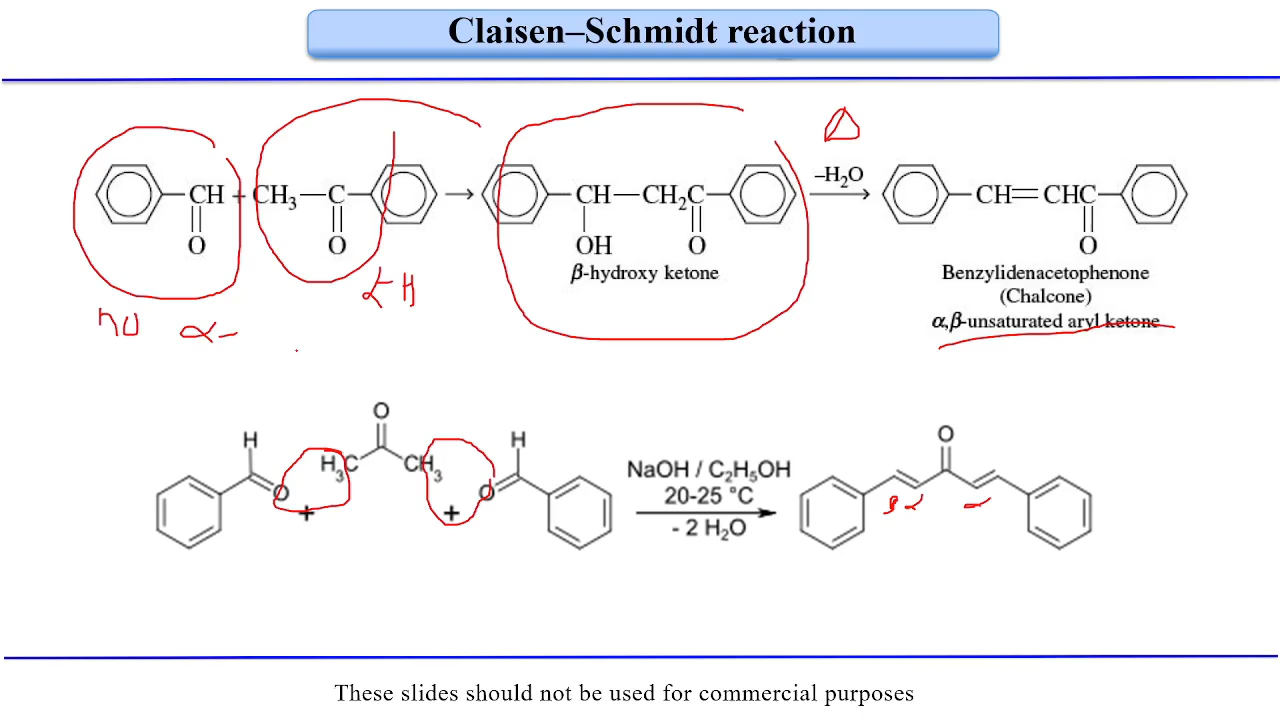 Claisen–Schmidt reaction
CH + CH₃—C → CH—CH₂C –H₂O CH=CHC
O O OH O O
β-hydroxy ketone
Benzylidenacetophenone
(Chalcone)
α,β-unsaturated aryl ketone
α H
no α-
H O H
H₃C CH₃ O
O + + O
NaOH / C₂H₅OH
20-25 °C
- 2 H₂O
β α α
These slides should not be used for commercial purposes